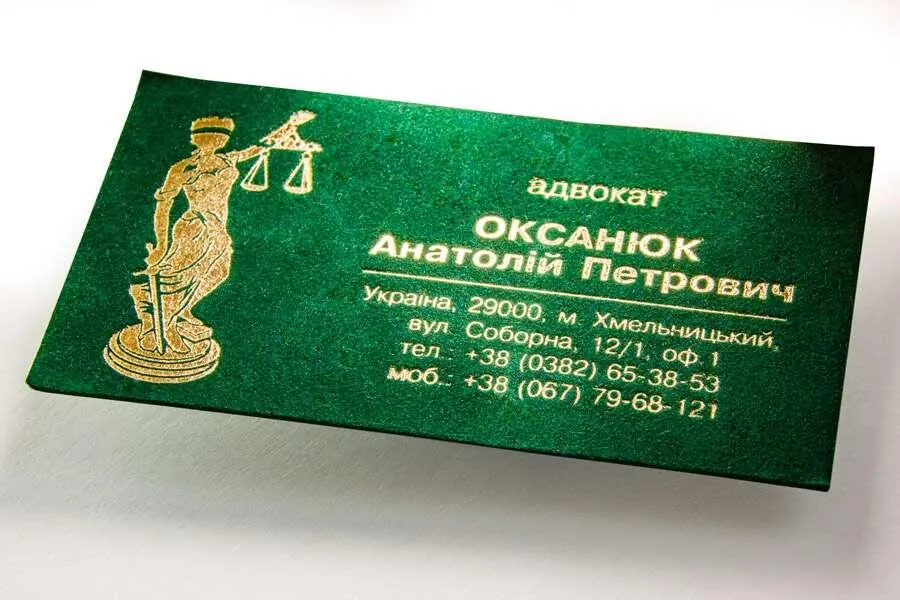 адвокат
ОКСАНЮК
Анатолій Петрович
Україна, 29000, м. Хмельницький,
вул. Соборна, 12/1, оф.1
тел.: +38 (0382) 65-38-53
моб.: +38 (067) 79-68-121